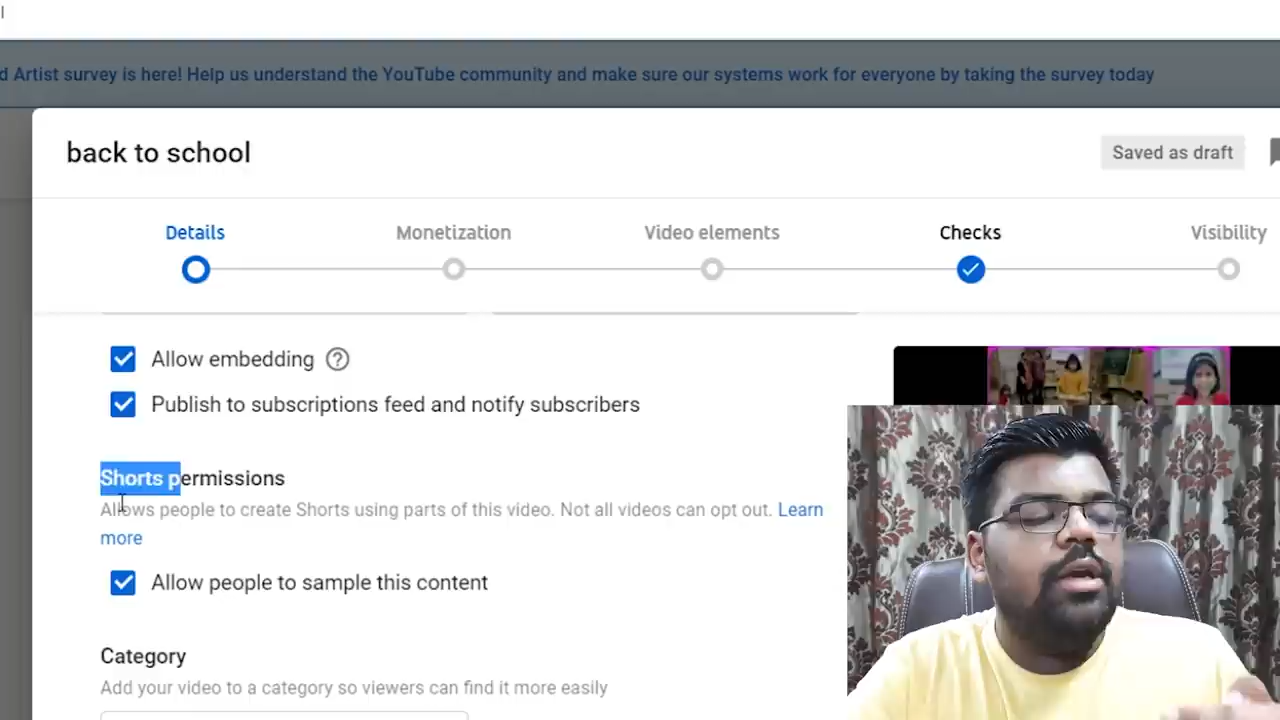 d Artist survey is here! Help us understand the YouTube community and make sure our systems work for everyone by taking the survey today
back to school
Saved as draft
Details
Monetization
Video elements
Checks
Visibility
Allow embedding
Publish to subscriptions feed and notify subscribers
Shorts permissions
Allows people to create Shorts using parts of this video. Not all videos can opt out. Learn
more
Allow people to sample this content
Category
Add your video to a category so viewers can find it more easily